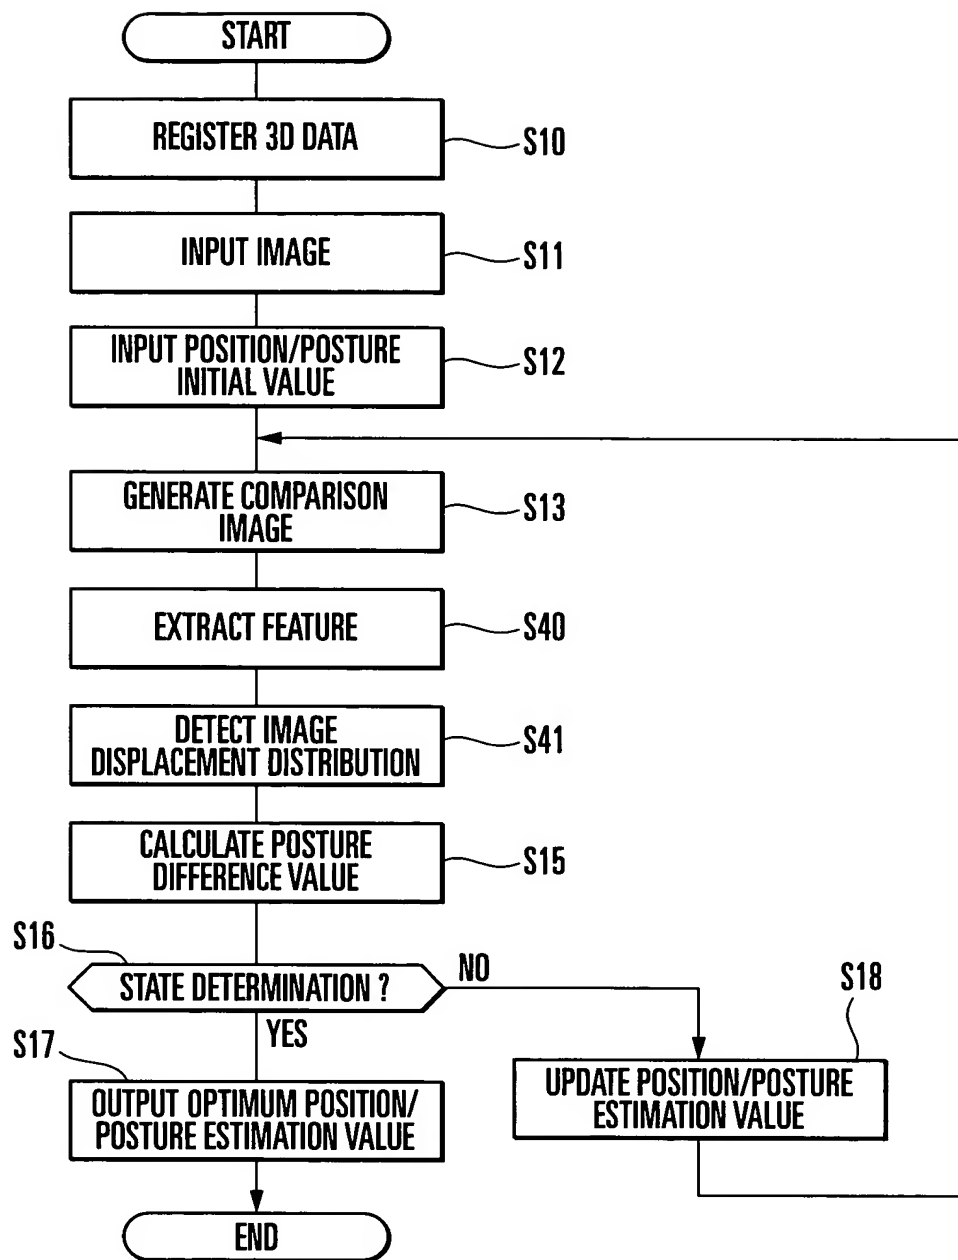 START
REGISTER 3D DATA
S10
INPUT IMAGE
S11
INPUT POSITION/POSTURE
INITIAL VALUE
S12
GENERATE COMPARISON
IMAGE
S13
EXTRACT FEATURE
S40
DETECT IMAGE
DISPLACEMENT DISTRIBUTION
S41
CALCULATE POSTURE
DIFFERENCE VALUE
S15
S16
STATE DETERMINATION ?
NO
YES
S17
OUTPUT OPTIMUM POSITION/
POSTURE ESTIMATION VALUE
S18
UPDATE POSITION/POSTURE
ESTIMATION VALUE
END